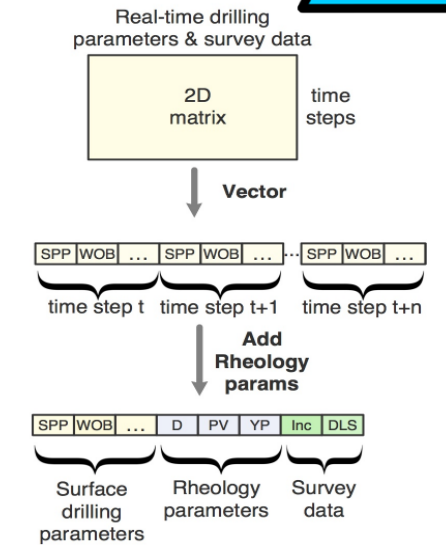 Real-time drilling
parameters & survey data
2D
matrix
time
steps
Vector
SPP WOB ... SPP WOB ... ... SPP WOB ...
time step t time step t+1 time step t+n
Add
Rheology
params
SPP WOB ... D PV YP Inc DLS
Surface
drilling
parameters
Rheology
parameters
Survey
data